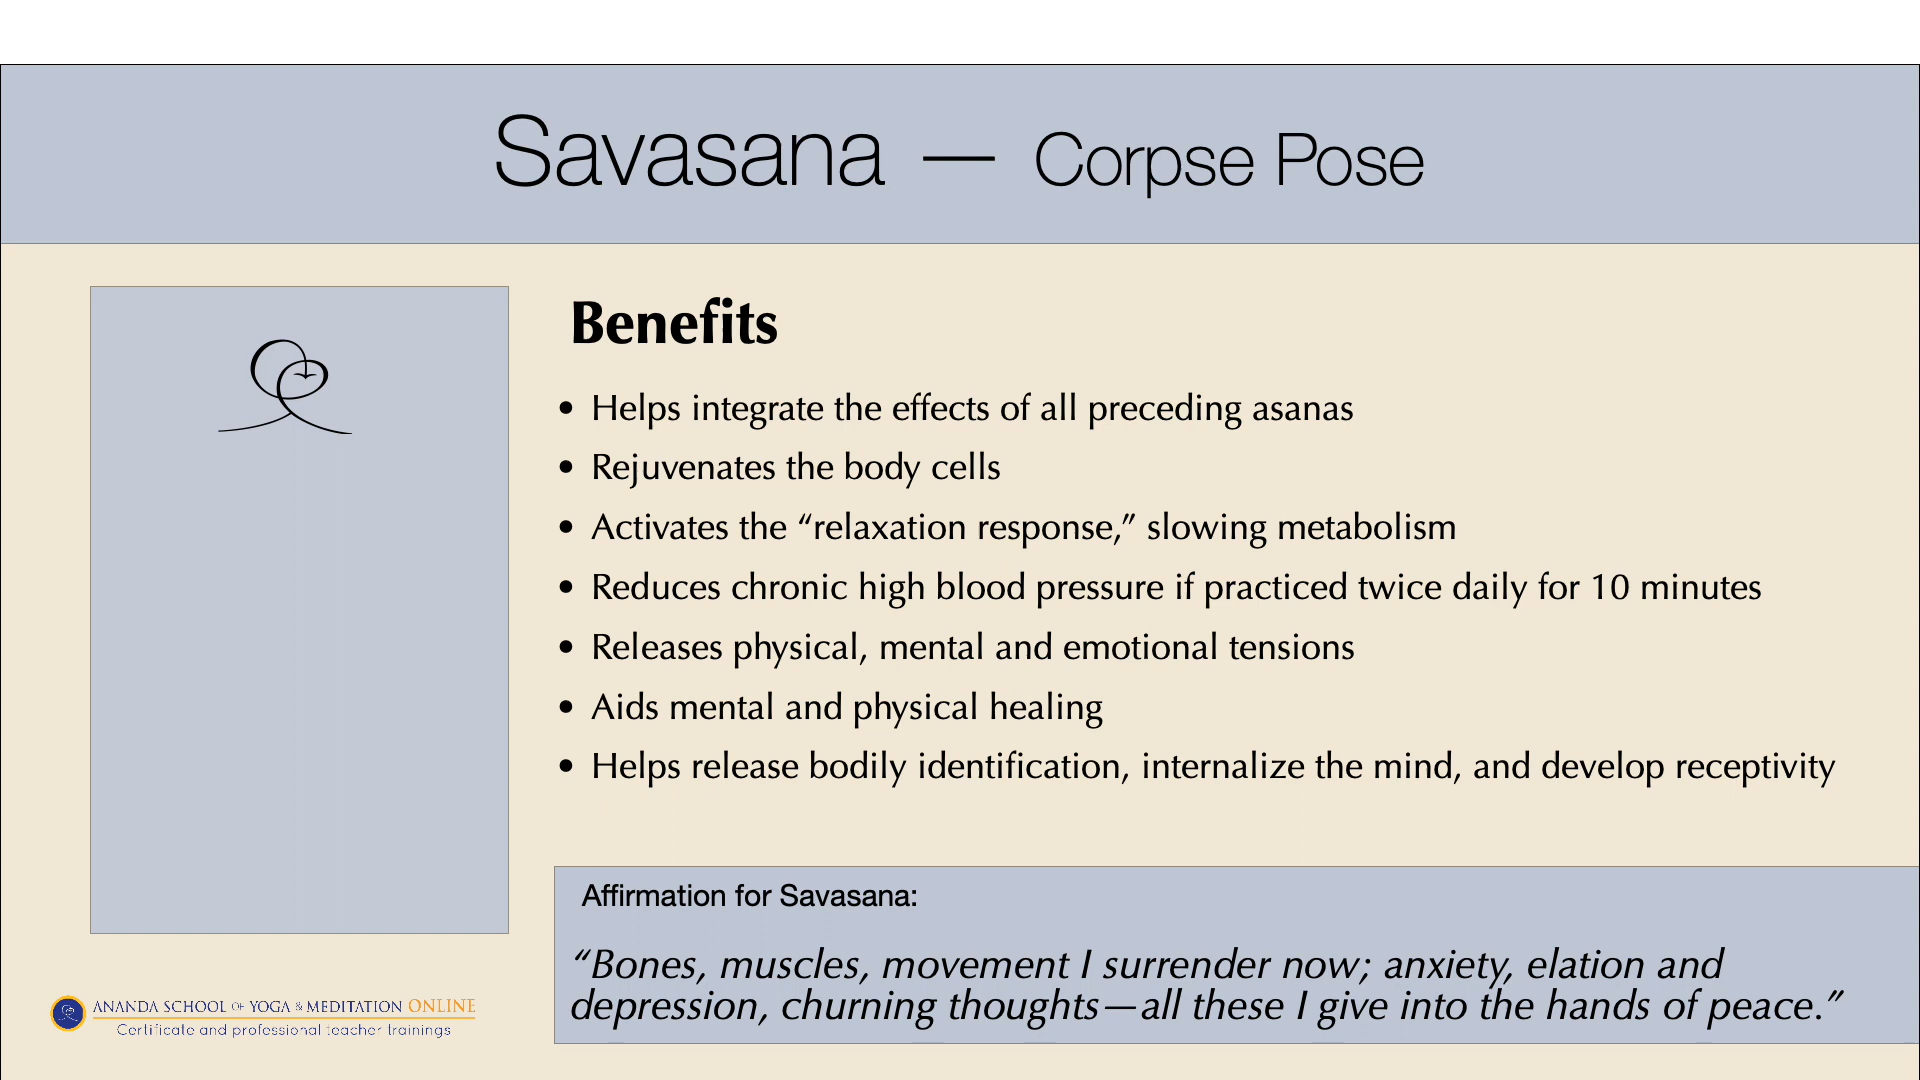 Savasana — Corpse Pose
Benefits
• Helps integrate the effects of all preceding asanas
• Rejuvenates the body cells
• Activates the “relaxation response,” slowing metabolism
• Reduces chronic high blood pressure if practiced twice daily for 10 minutes
• Releases physical, mental and emotional tensions
• Aids mental and physical healing
• Helps release bodily identification, internalize the mind, and develop receptivity
Affirmation for Savasana:
“Bones, muscles, movement I surrender now; anxiety, elation and
depression, churning thoughts—all these I give into the hands of peace.”
ANANDA SCHOOL OF YOGA & MEDITATION ONLINE
Certificate and professional teacher trainings